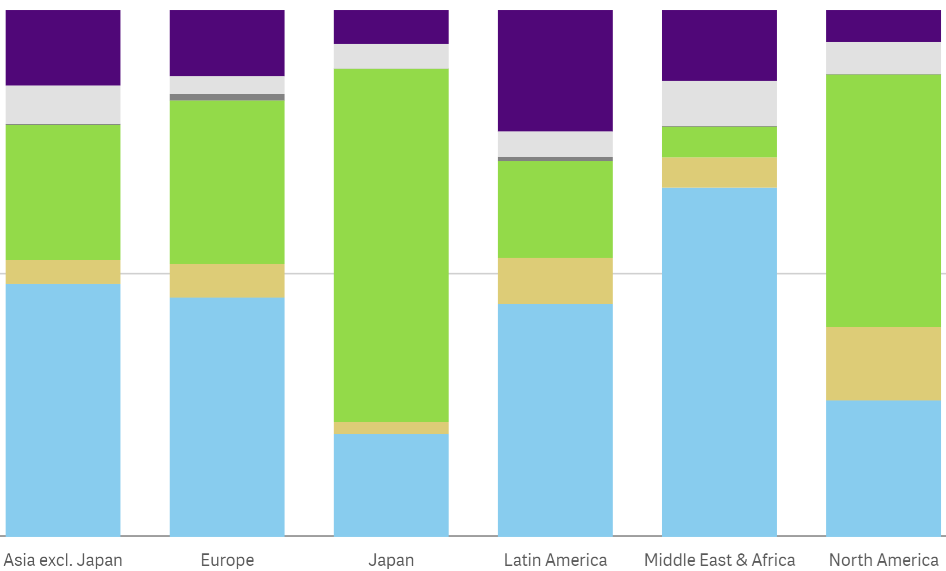 Asia excl. Japan
Europe
Japan
Latin America
Middle East & Africa
North America